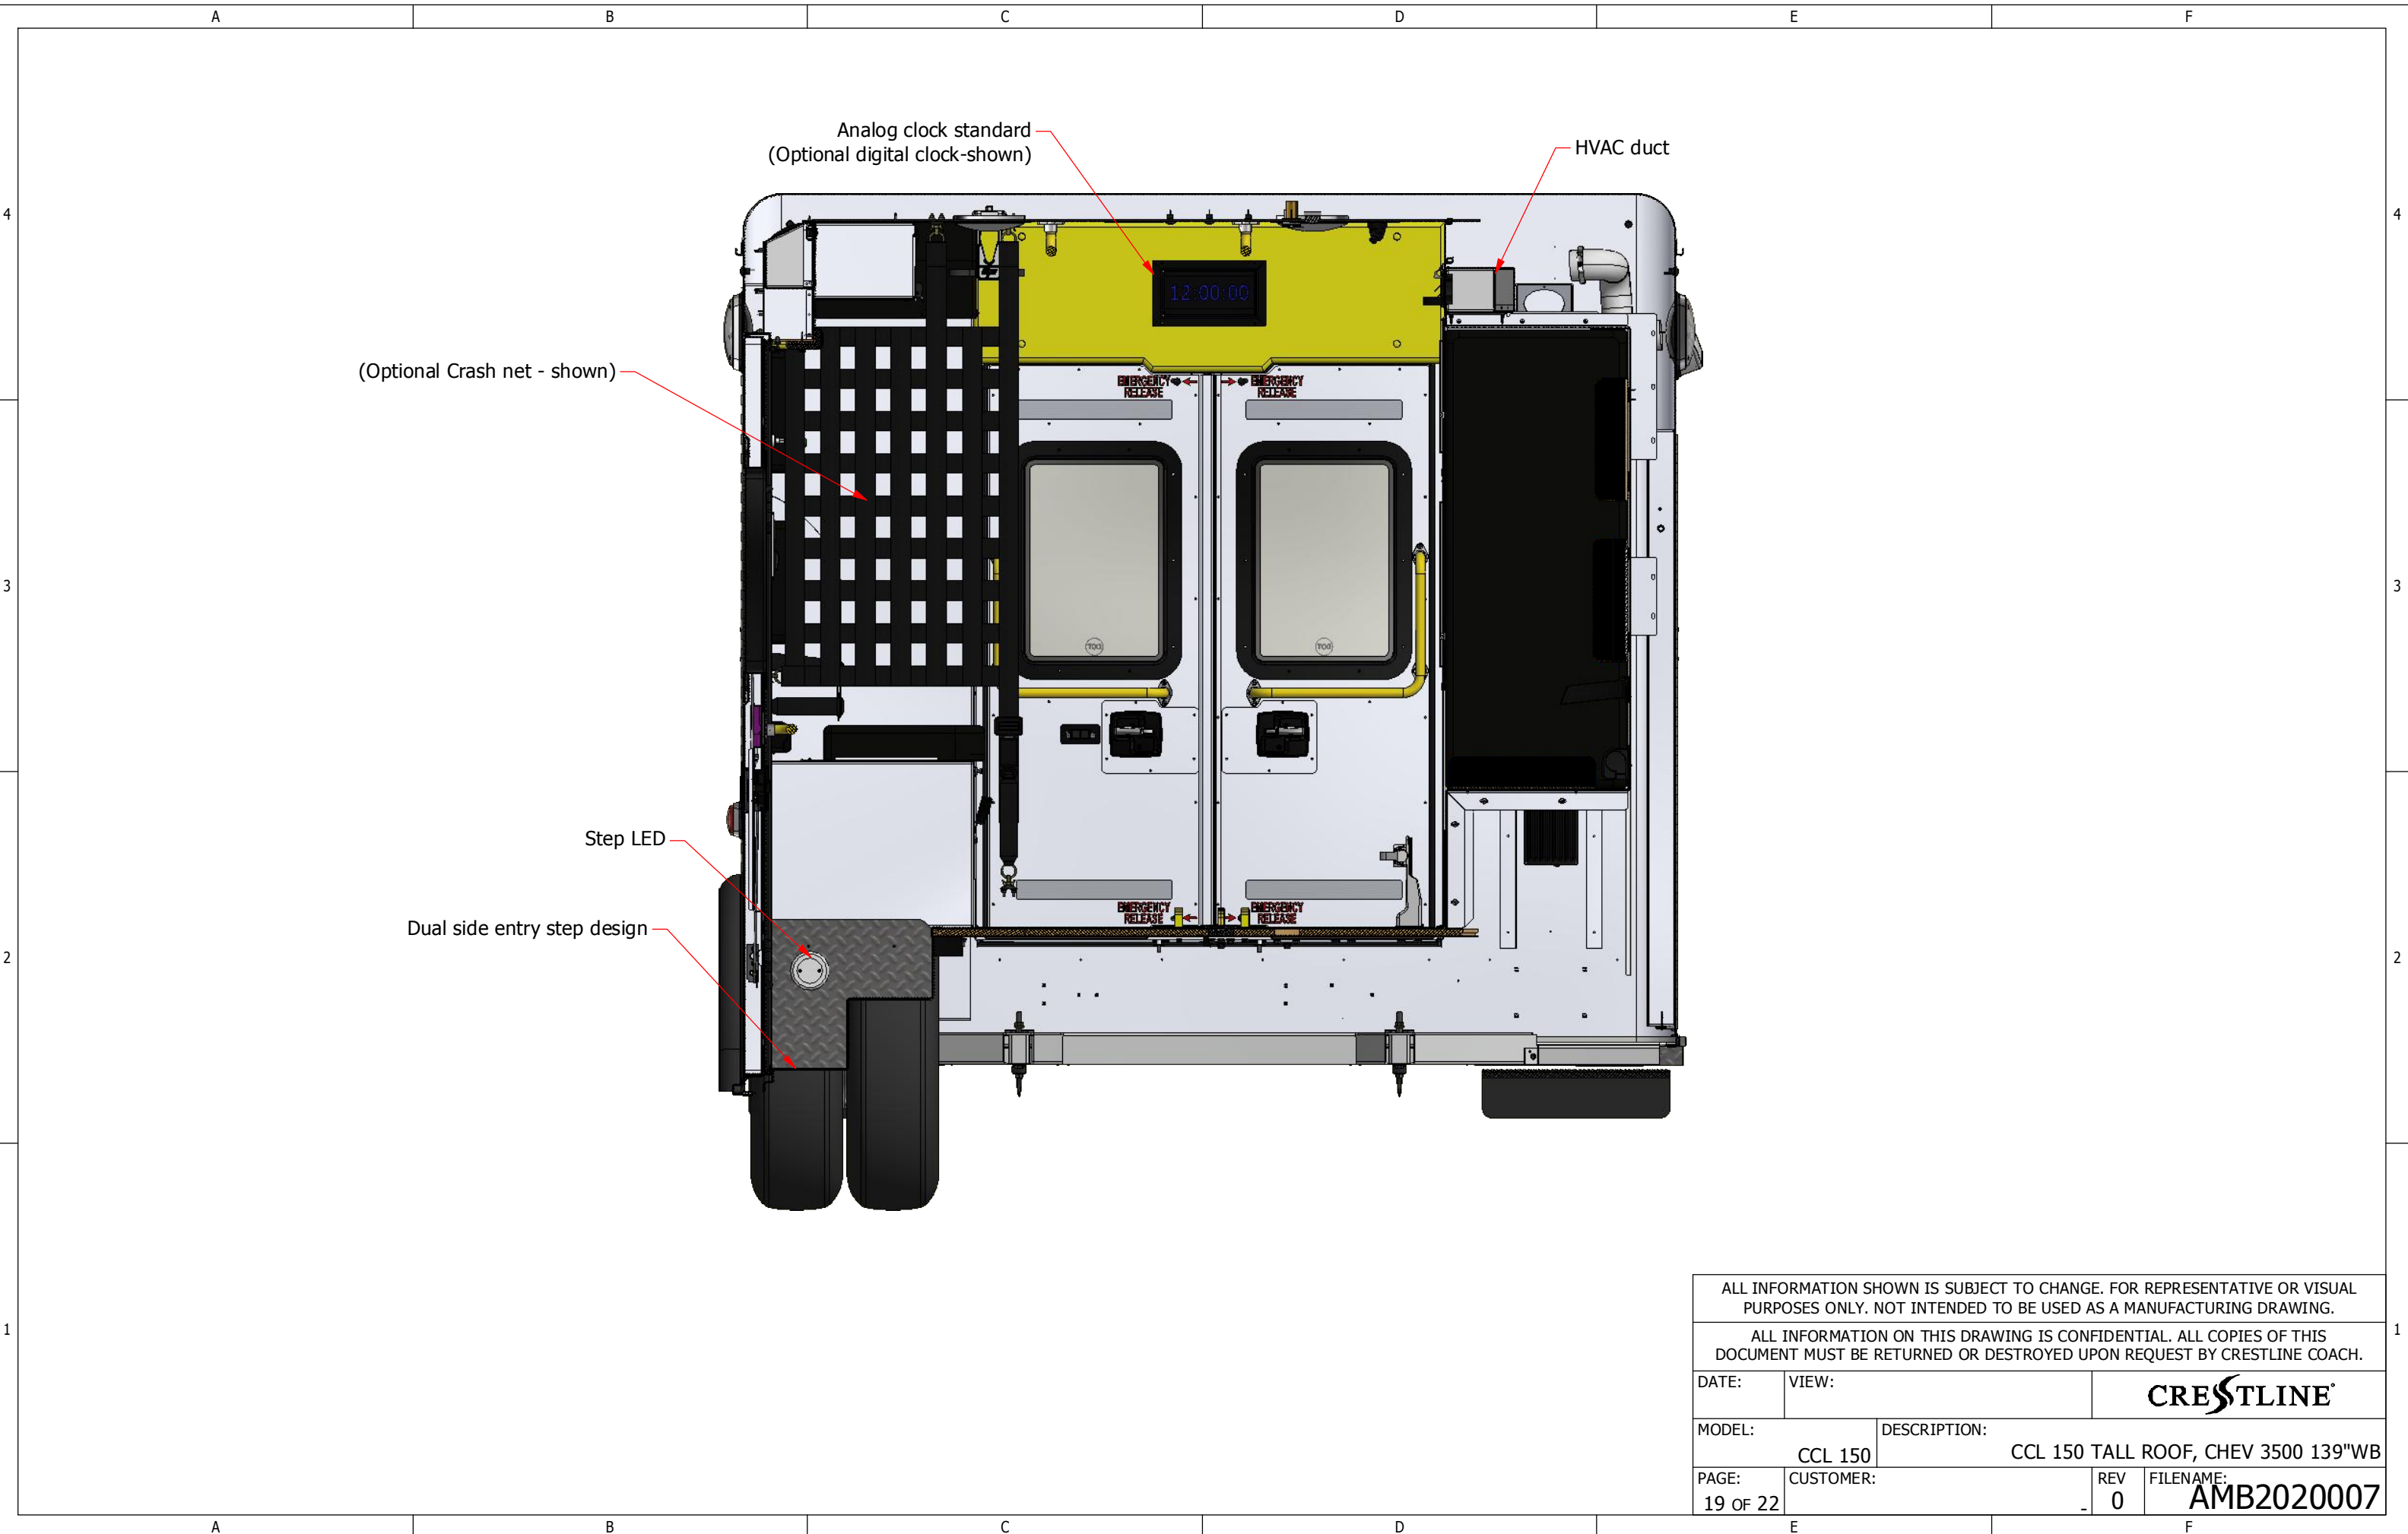 A B C D E F
4 4
3 3
2 2
1 1
Analog clock standard
(Optional digital clock-shown)
HVAC duct
12:00:00
(Optional Crash net - shown)
EMERGENCY
RELEASE
EMERGENCY
RELEASE
TOG
TOG
Step LED
EMERGENCY
RELEASE
EMERGENCY
RELEASE
Dual side entry step design
ALL INFORMATION SHOWN IS SUBJECT TO CHANGE. FOR REPRESENTATIVE OR VISUAL
PURPOSES ONLY. NOT INTENDED TO BE USED AS A MANUFACTURING DRAWING.
ALL INFORMATION ON THIS DRAWING IS CONFIDENTIAL. ALL COPIES OF THIS
DOCUMENT MUST BE RETURNED OR DESTROYED UPON REQUEST BY CRESTLINE COACH.
DATE:
VIEW:
CRESTLINE
MODEL:
CCL 150
DESCRIPTION:
CCL 150 TALL ROOF, CHEV 3500 139"WB
PAGE:
19 OF 22
CUSTOMER:
-
REV
0
FILENAME:
AMB2020007
A B C D E F